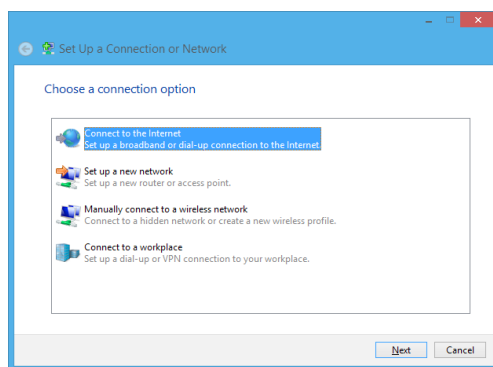 Set Up a Connection or Network
Choose a connection option
Connect to the Internet
Set up a broadband or dial-up connection to the Internet.
Set up a new network
Set up a new router or access point.
Manually connect to a wireless network
Connect to a hidden network or create a new wireless profile.
Connect to a workplace
Set up a dial-up or VPN connection to your workplace.
Next Cancel